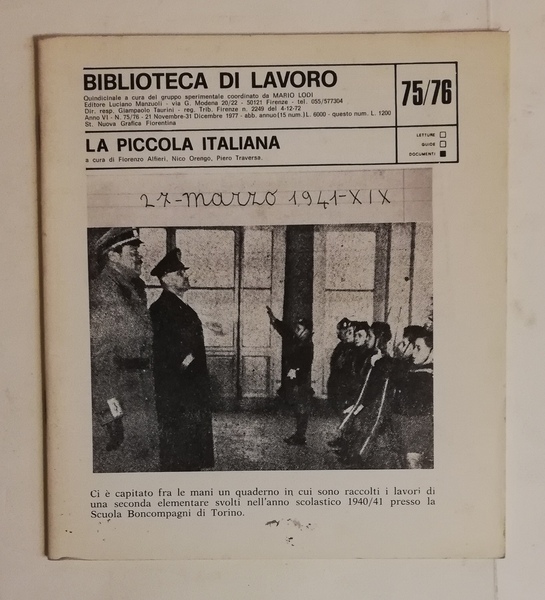 BIBLIOTECA DI LAVORO
Quindicinale a cura del gruppo sperimentale coordinato da MARIO LODI
Editore Luciano Manzuoli - via G. Modena 20/22 - 50121 Firenze - tel. 055/577304
Dir. resp. Giampaolo Taurini - reg. Trib. Firenze n. 2249 del 4-12-72
Anno VI - N. 75/76 - 21 Novembre-31 Dicembre 1977 - abb. annuo (15 num.) L. 6000 - questo num. L. 1200
St. Nuova Grafica Fiorentina
75/76
LA PICCOLA ITALIANA
a cura di Fiorenzo Alfieri, Nico Orengo, Piero Traversa.
LETTURE
GUIDE
DOCUMENTI
27-marzo 1941-XIX
Ci è capitato fra le mani un quaderno in cui sono raccolti i lavori di
una seconda elementare svolti nell'anno scolastico 1940/41 presso la
Scuola Boncompagni di Torino.